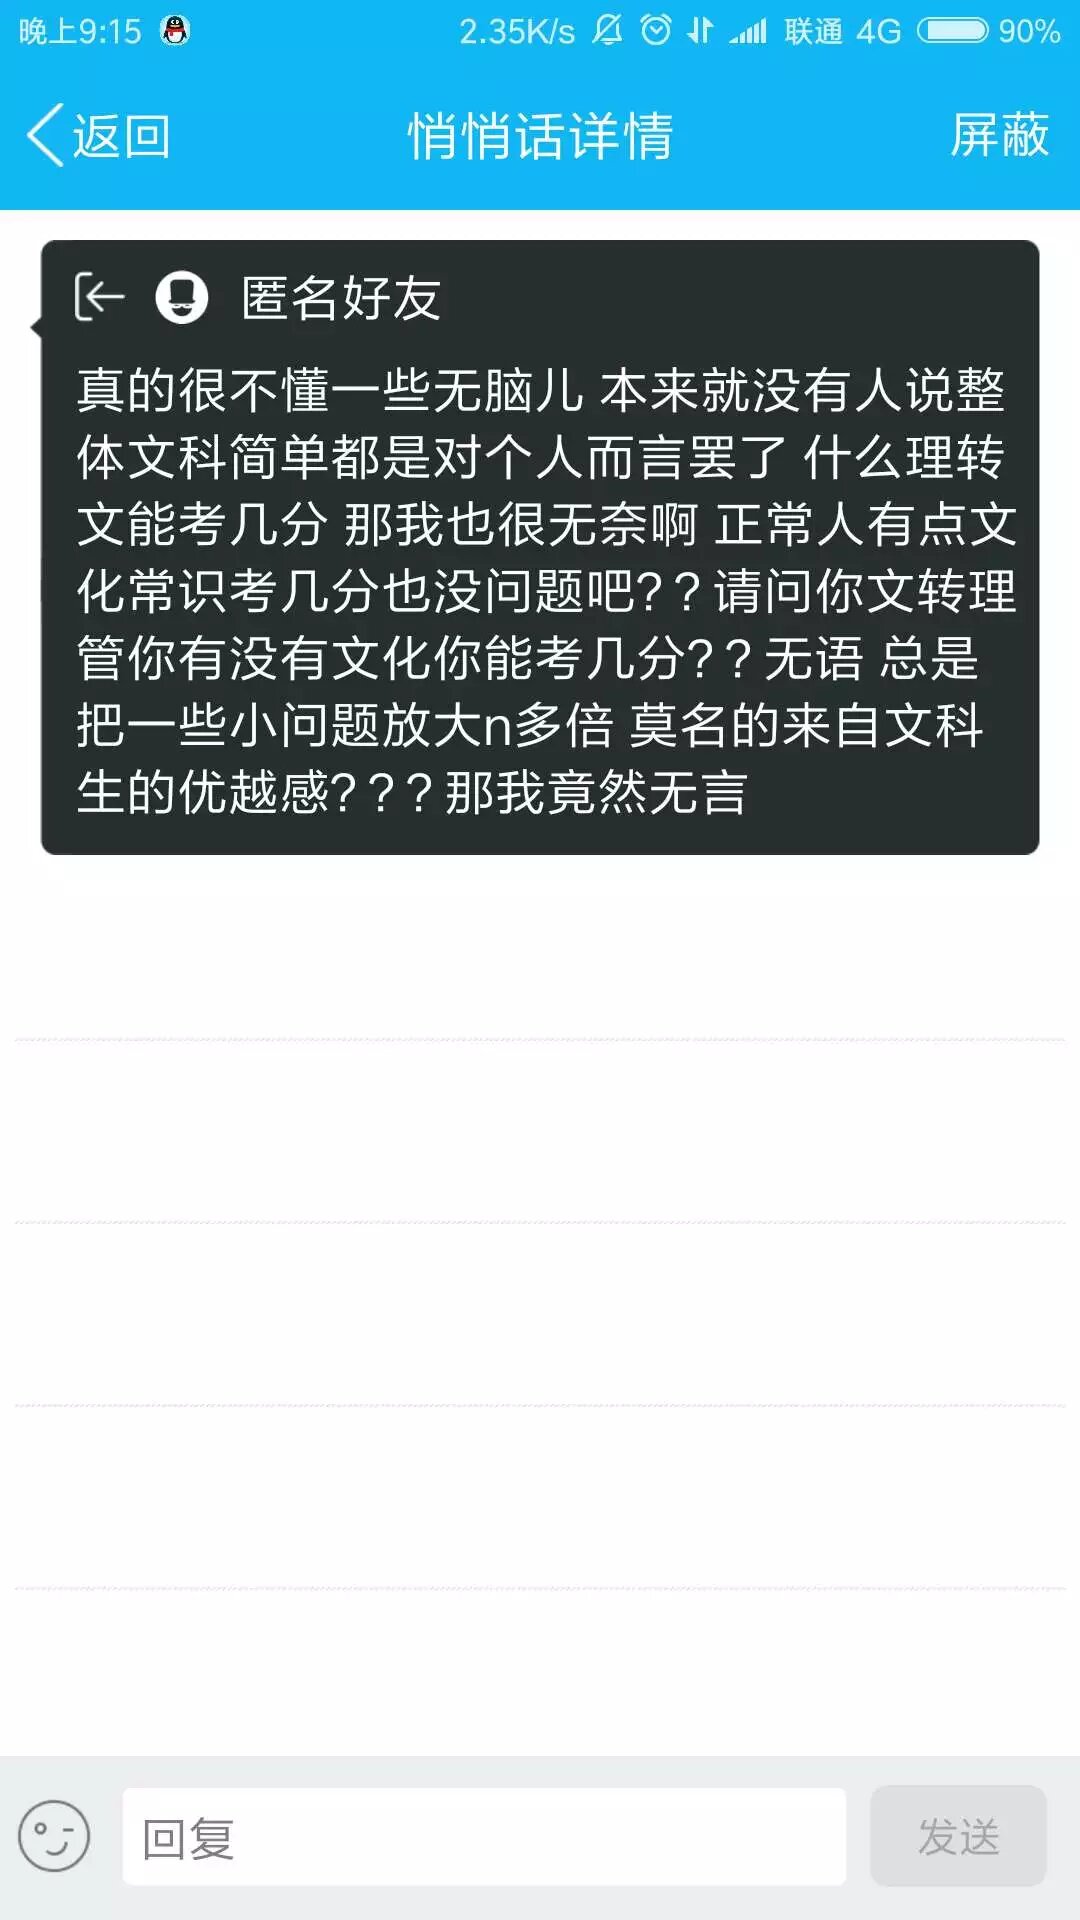 晚上9:15 2.35K/s 联通 4G 90%
返回 悄悄话详情 屏蔽
匿名好友
真的很不懂一些无脑儿 本来就没有人说整
体文科简单都是对个人而言罢了 什么理转
文能考几分 那我也很无奈啊 正常人有点文
化常识考几分也没问题吧？？请问你文转理
管你有没有文化你能考几分？？无语 总是
把一些小问题放大n多倍 莫名的来自文科
生的优越感？？？那我竟然无言
回复 发送